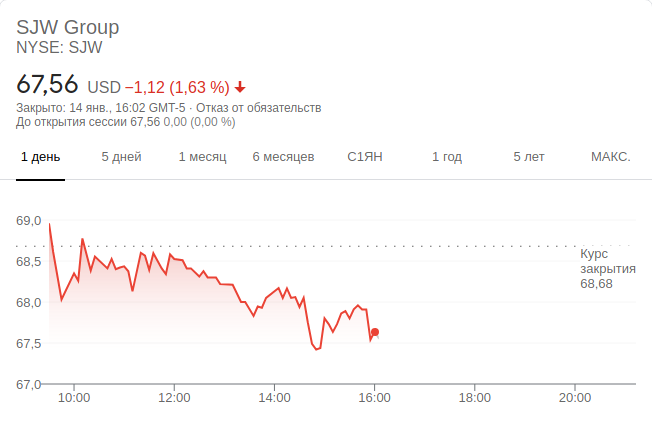 SJW Group
NYSE: SJW
67,56 USD −1,12 (1,63 %)
Закрыто: 14 янв., 16:02 GMT-5 · Отказ от обязательств
До открытия сессии 67,56 0,00 (0,00 %)
1 день 5 дней 1 месяц 6 месяцев С1ЯН 1 год 5 лет МАКС.
69,0
68,5
68,0
67,5
67,0
Курс
закрытия
68,68
10:00 12:00 14:00 16:00 18:00 20:00